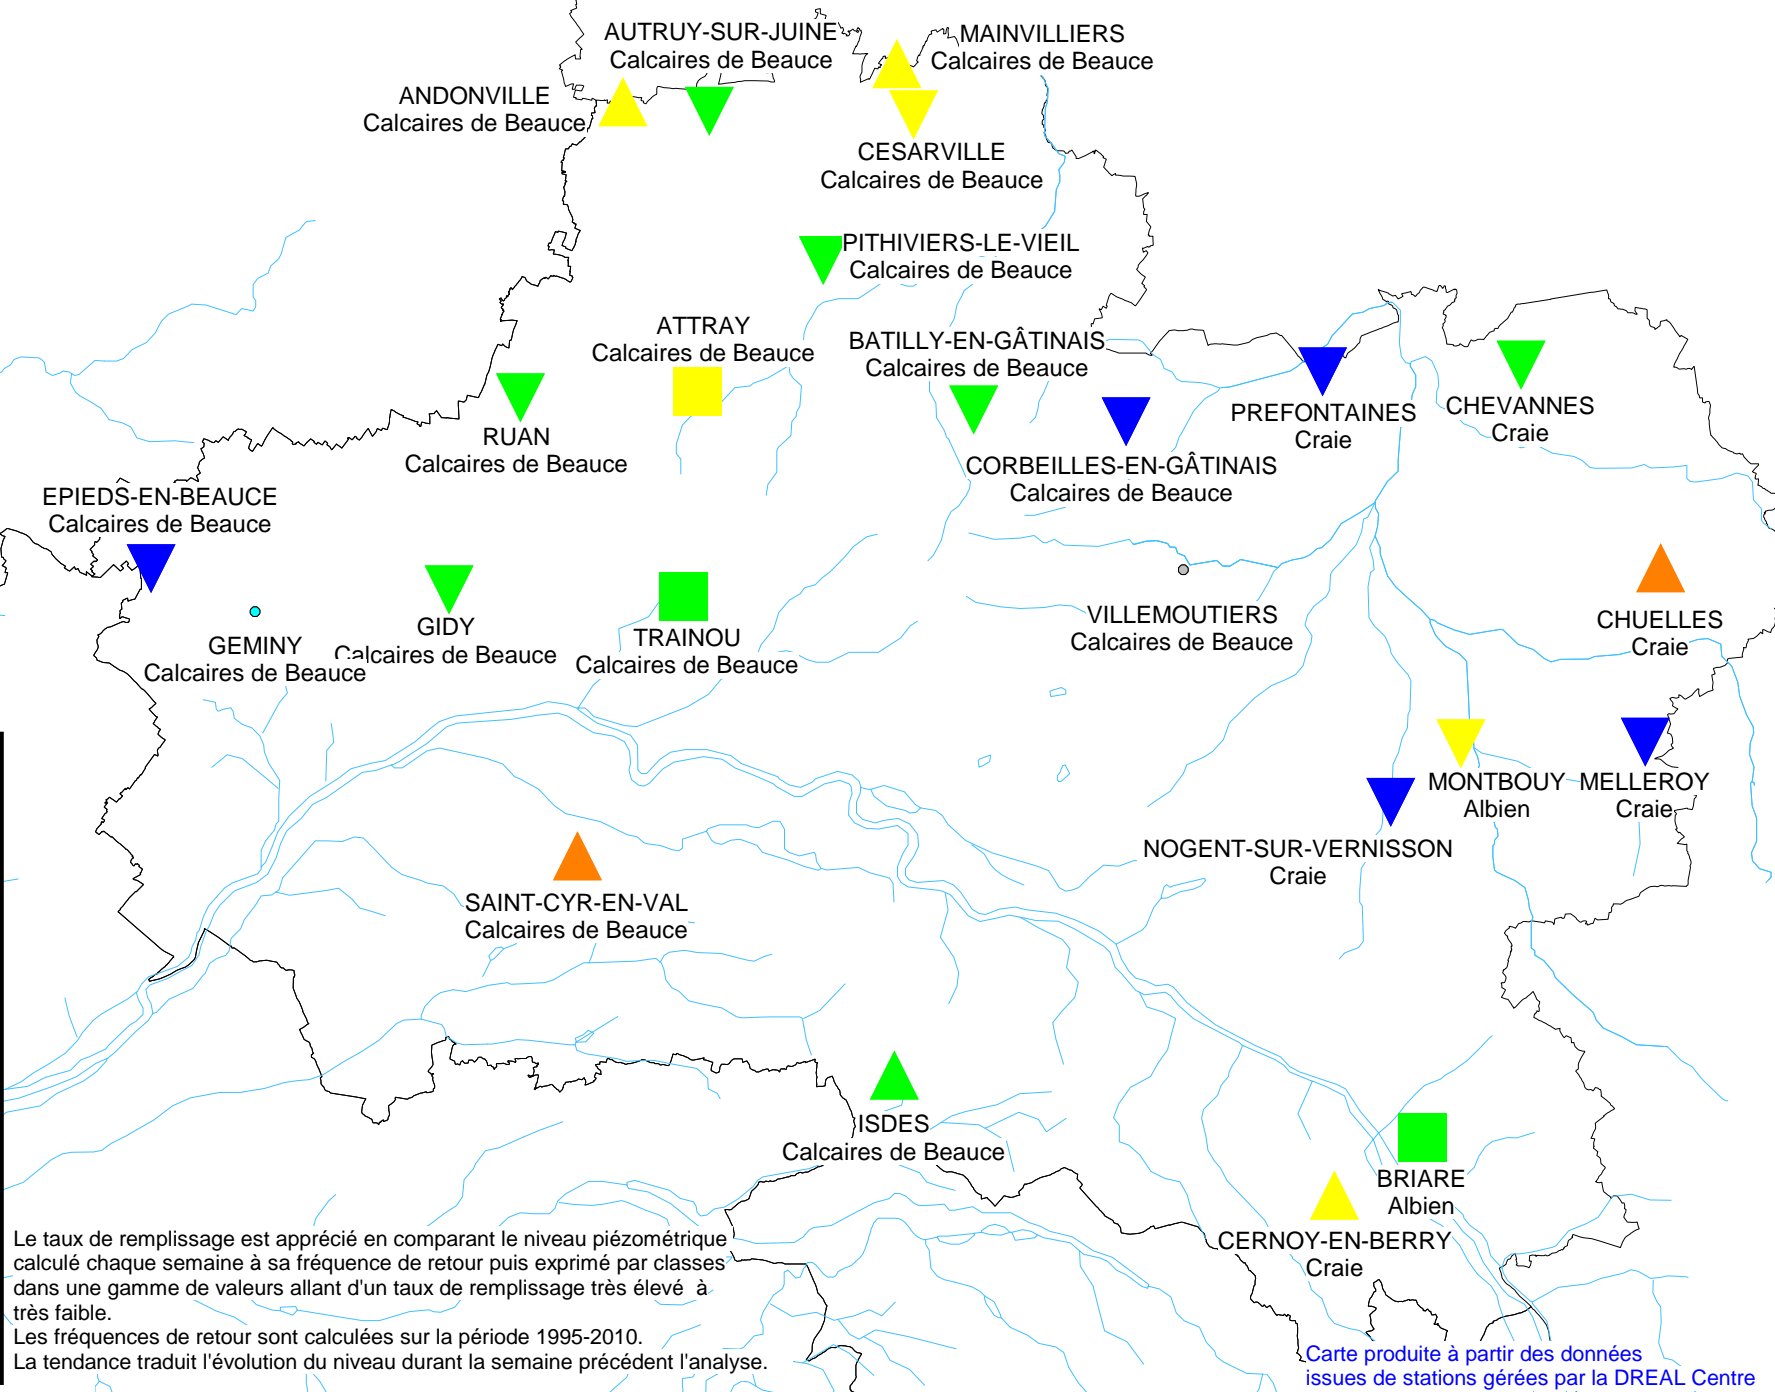 AUTRUY-SUR-JUINE
Calcaires de Beauce
MAINVILLIERS
Calcaires de Beauce
ANDONVILLE
Calcaires de Beauce
CESARVILLE
Calcaires de Beauce
PITHIVIERS-LE-VIEIL
Calcaires de Beauce
ATTRAY
Calcaires de Beauce
BATILLY-EN-GÂTINAIS
Calcaires de Beauce
PREFONTAINES
Craie
CHEVANNES
Craie
RUAN
Calcaires de Beauce
CORBEILLES-EN-GÂTINAIS
Calcaires de Beauce
EPIEDS-EN-BEAUCE
Calcaires de Beauce
GEMINY
Calcaires de Beauce
GIDY
Calcaires de Beauce
TRAINOU
Calcaires de Beauce
VILLEMOUTIERS
Calcaires de Beauce
CHUELLES
Craie
MONTBOUY
Albien
MELLEROY
Craie
NOGENT-SUR-VERNISSON
Craie
SAINT-CYR-EN-VAL
Calcaires de Beauce
ISDES
Calcaires de Beauce
BRIARE
Albien
CERNOY-EN-BERRY
Craie
Le taux de remplissage est apprécié en comparant le niveau piézométrique
calculé chaque semaine à sa fréquence de retour puis exprimé par classes
dans une gamme de valeurs allant d'un taux de remplissage très élevé à
très faible.
Les fréquences de retour sont calculées sur la période 1995-2010.
La tendance traduit l'évolution du niveau durant la semaine précédent l'analyse.
Carte produite à partir des données
issues de stations gérées par la DREAL Centre